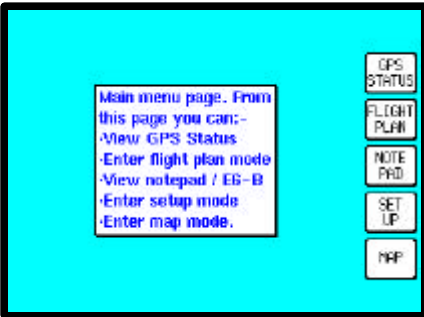 Main menu page. From
this page you can:-
·View GPS Status
·Enter flight plan mode
·View notepad / E6-B
·Enter setup mode
·Enter map mode.
GPS
STATUS
FLIGHT
PLAN
NOTE
PAD
SET
UP
MAP